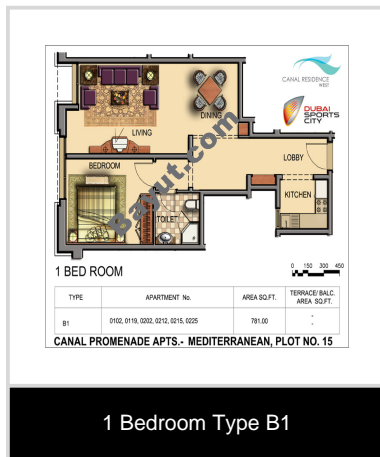 CANAL RESIDENCE
WEST
DUBAI
SPORTS
CITY
DINING
LIVING
BEDROOM
LOBBY
KITCHEN
TOILET
Bayut.com
1 BED ROOM
0 150 300 450
TYPE APARTMENT No. AREA SQ.FT. TERRACE/ BALC. AREA SQ.FT.
B1 0102, 0119, 0202, 0212, 0215, 0225 781.00 - -
CANAL PROMENADE APTS.- MEDITERRANEAN, PLOT NO. 15
1 Bedroom Type B1